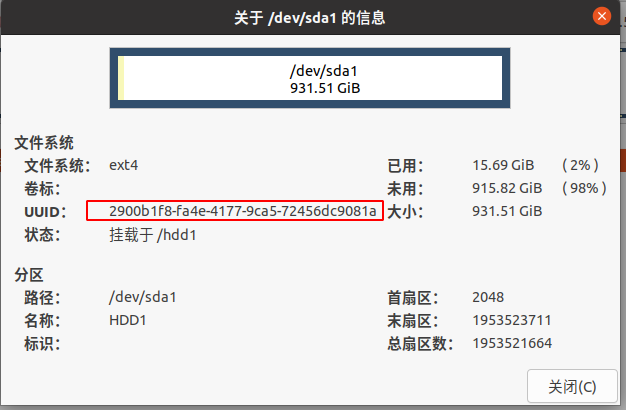 关于 /dev/sda1 的信息
/dev/sda1
931.51 GiB
文件系统
文件系统： ext4 已用： 15.69 GiB ( 2% )
卷标： 未用： 915.82 GiB ( 98% )
UUID： 2900b1f8-fa4e-4177-9ca5-72456dc9081a 大小： 931.51 GiB
状态： 挂载于 /hdd1
分区
路径： /dev/sda1 首扇区： 2048
名称： HDD1 末扇区： 1953523711
标识： 总扇区数： 1953521664
关闭(C)